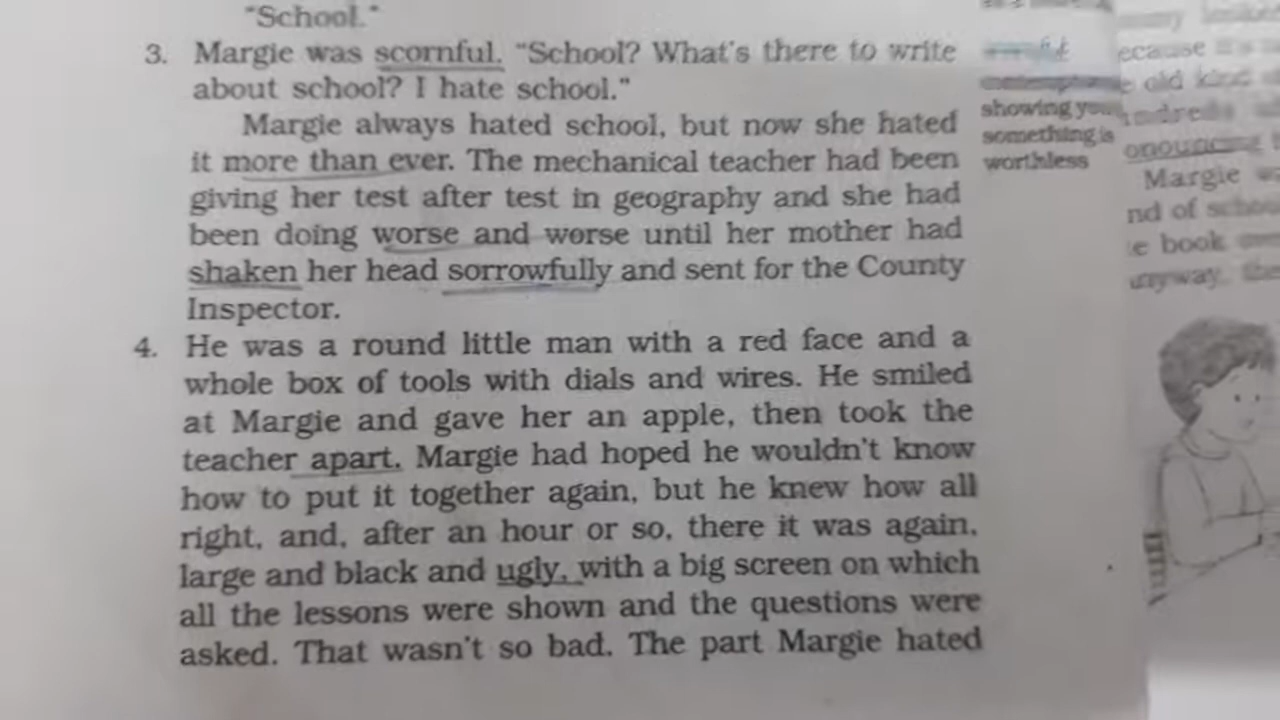 "School."
3. Margie was scornful. "School? What's there to write
about school? I hate school."
Margie always hated school, but now she hated
it more than ever. The mechanical teacher had been
giving her test after test in geography and she had
been doing worse and worse until her mother had
shaken her head sorrowfully and sent for the County
Inspector.
4. He was a round little man with a red face and a
whole box of tools with dials and wires. He smiled
at Margie and gave her an apple, then took the
teacher apart. Margie had hoped he wouldn't know
how to put it together again, but he knew how all
right, and, after an hour or so, there it was again,
large and black and ugly, with a big screen on which
all the lessons were shown and the questions were
asked. That wasn't so bad. The part Margie hated
showing you
something is
worthless
ecause
old kind
Margie
nd of
e book